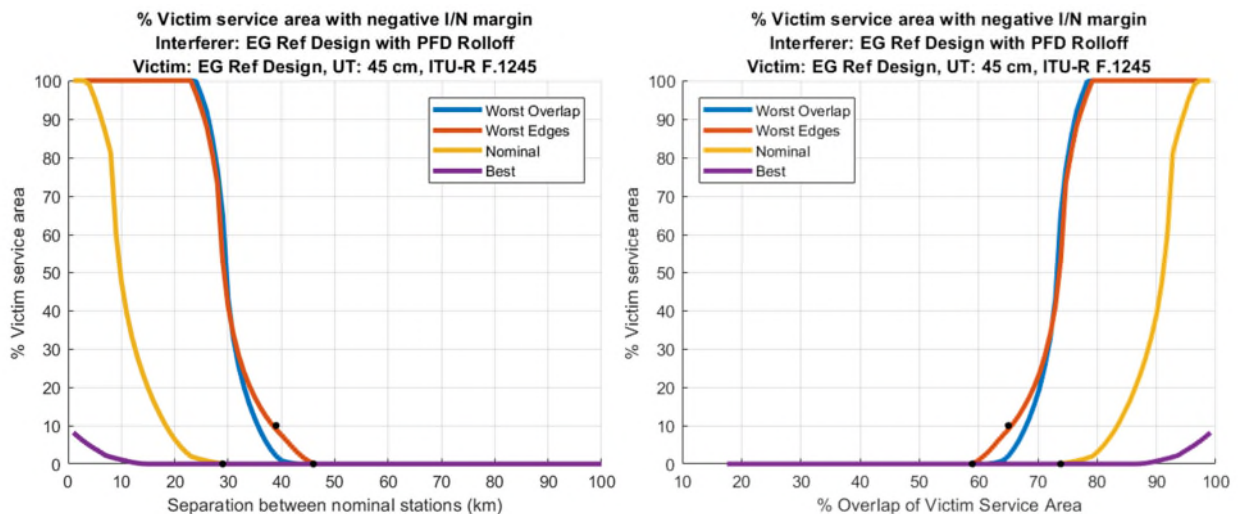 % Victim service area with negative I/N margin
Interferer: EG Ref Design with PFD Rolloff
Victim: EG Ref Design, UT: 45 cm, ITU-R F.1245
% Victim service area
100
90
80
70
60
50
40
30
20
10
0
Worst Overlap
Worst Edges
Nominal
Best
0 10 20 30 40 50 60 70 80 90 100
Separation between nominal stations (km)
% Victim service area with negative I/N margin
Interferer: EG Ref Design with PFD Rolloff
Victim: EG Ref Design, UT: 45 cm, ITU-R F.1245
% Victim service area
100
90
80
70
60
50
40
30
20
10
0
Worst Overlap
Worst Edges
Nominal
Best
10 20 30 40 50 60 70 80 90 100
% Overlap of Victim Service Area